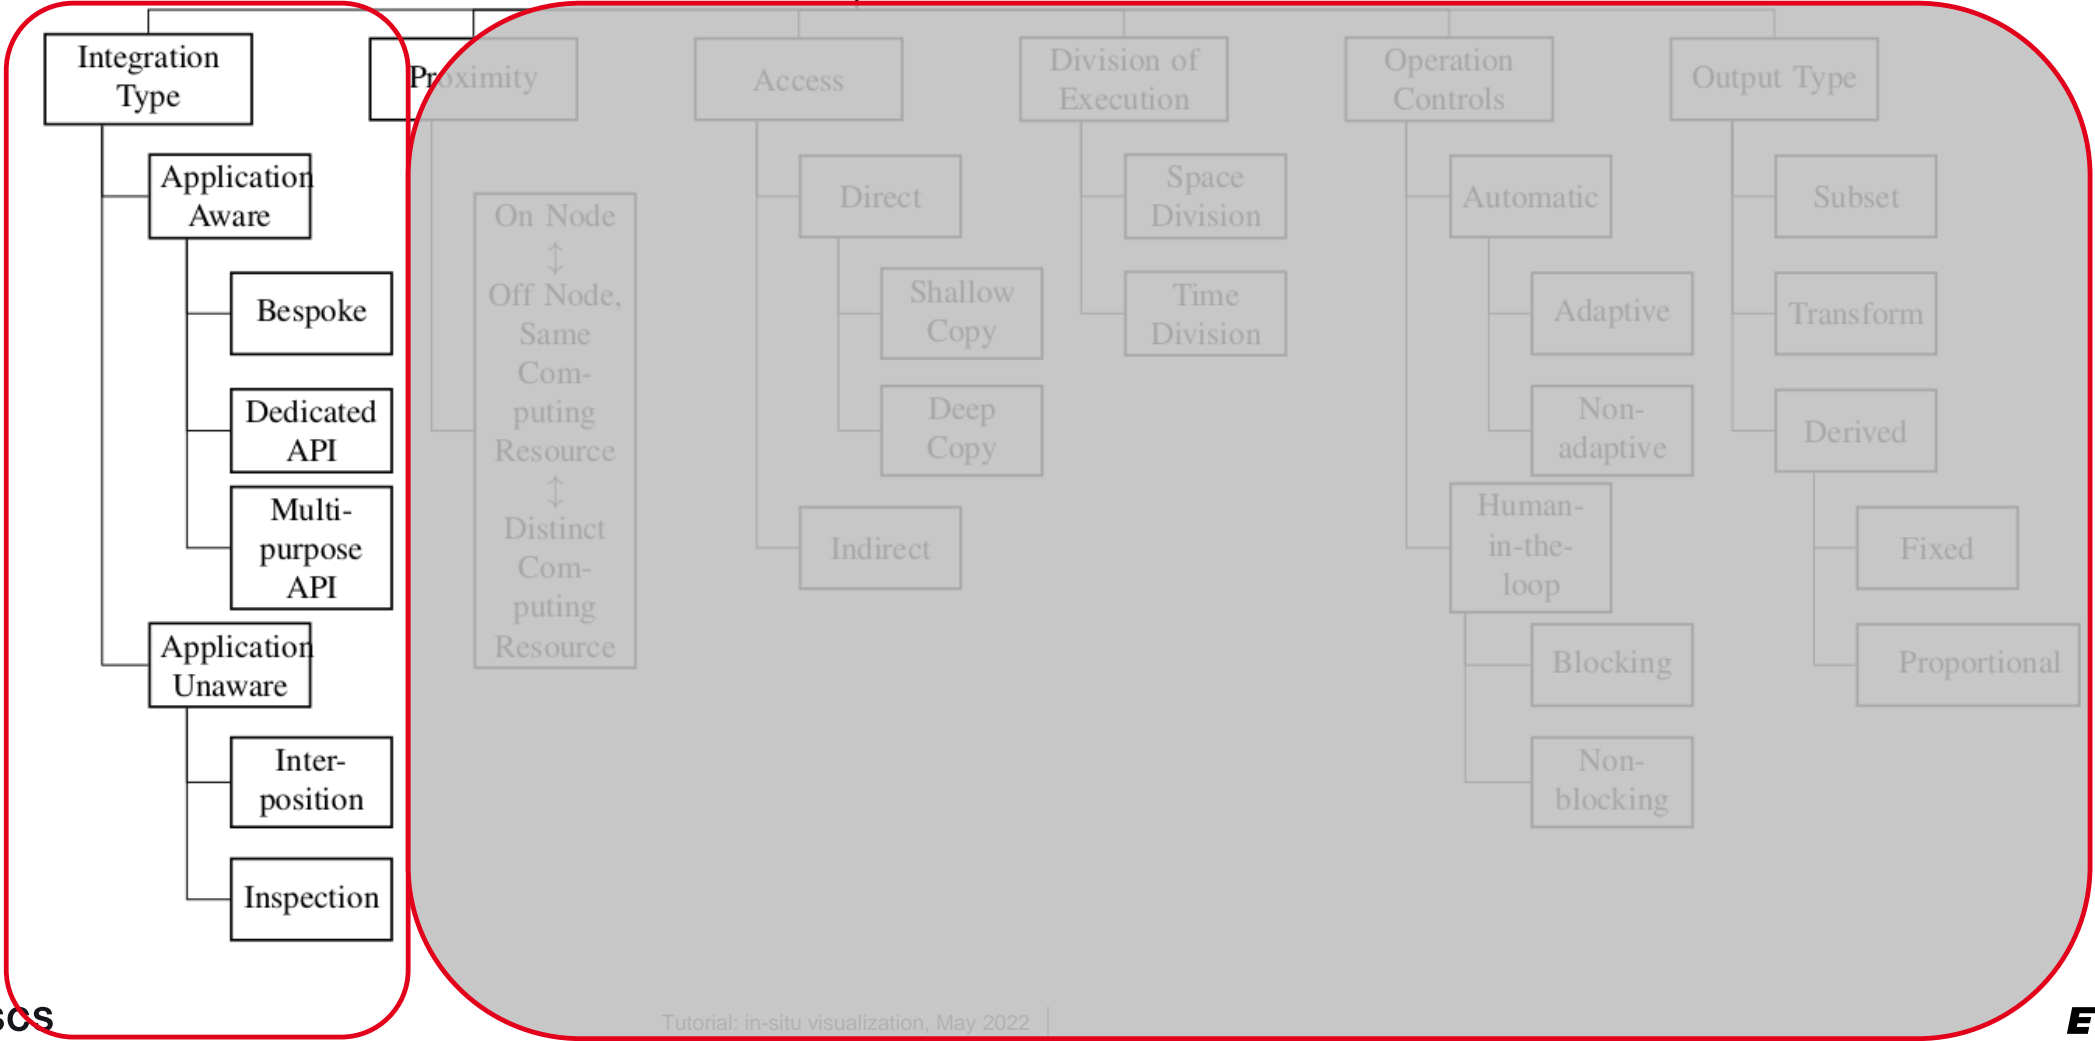 Integration
Type
Application
Aware
Bespoke
Dedicated
API
Multi-
purpose
API
Application
Unaware
Inter-
position
Inspection
Proximity
On Node
↕
Off Node,
Same
Com-
puting
Resource
↕
Distinct
Com-
puting
Resource
Access
Direct
Shallow
Copy
Deep
Copy
Indirect
Division of
Execution
Space
Division
Time
Division
Operation
Controls
Automatic
Adaptive
Non-
adaptive
Human-
in-the-
loop
Blocking
Non-
blocking
Output Type
Subset
Transform
Derived
Fixed
Proportional
SCS
Tutorial: in-situ visualization, May 2022
E